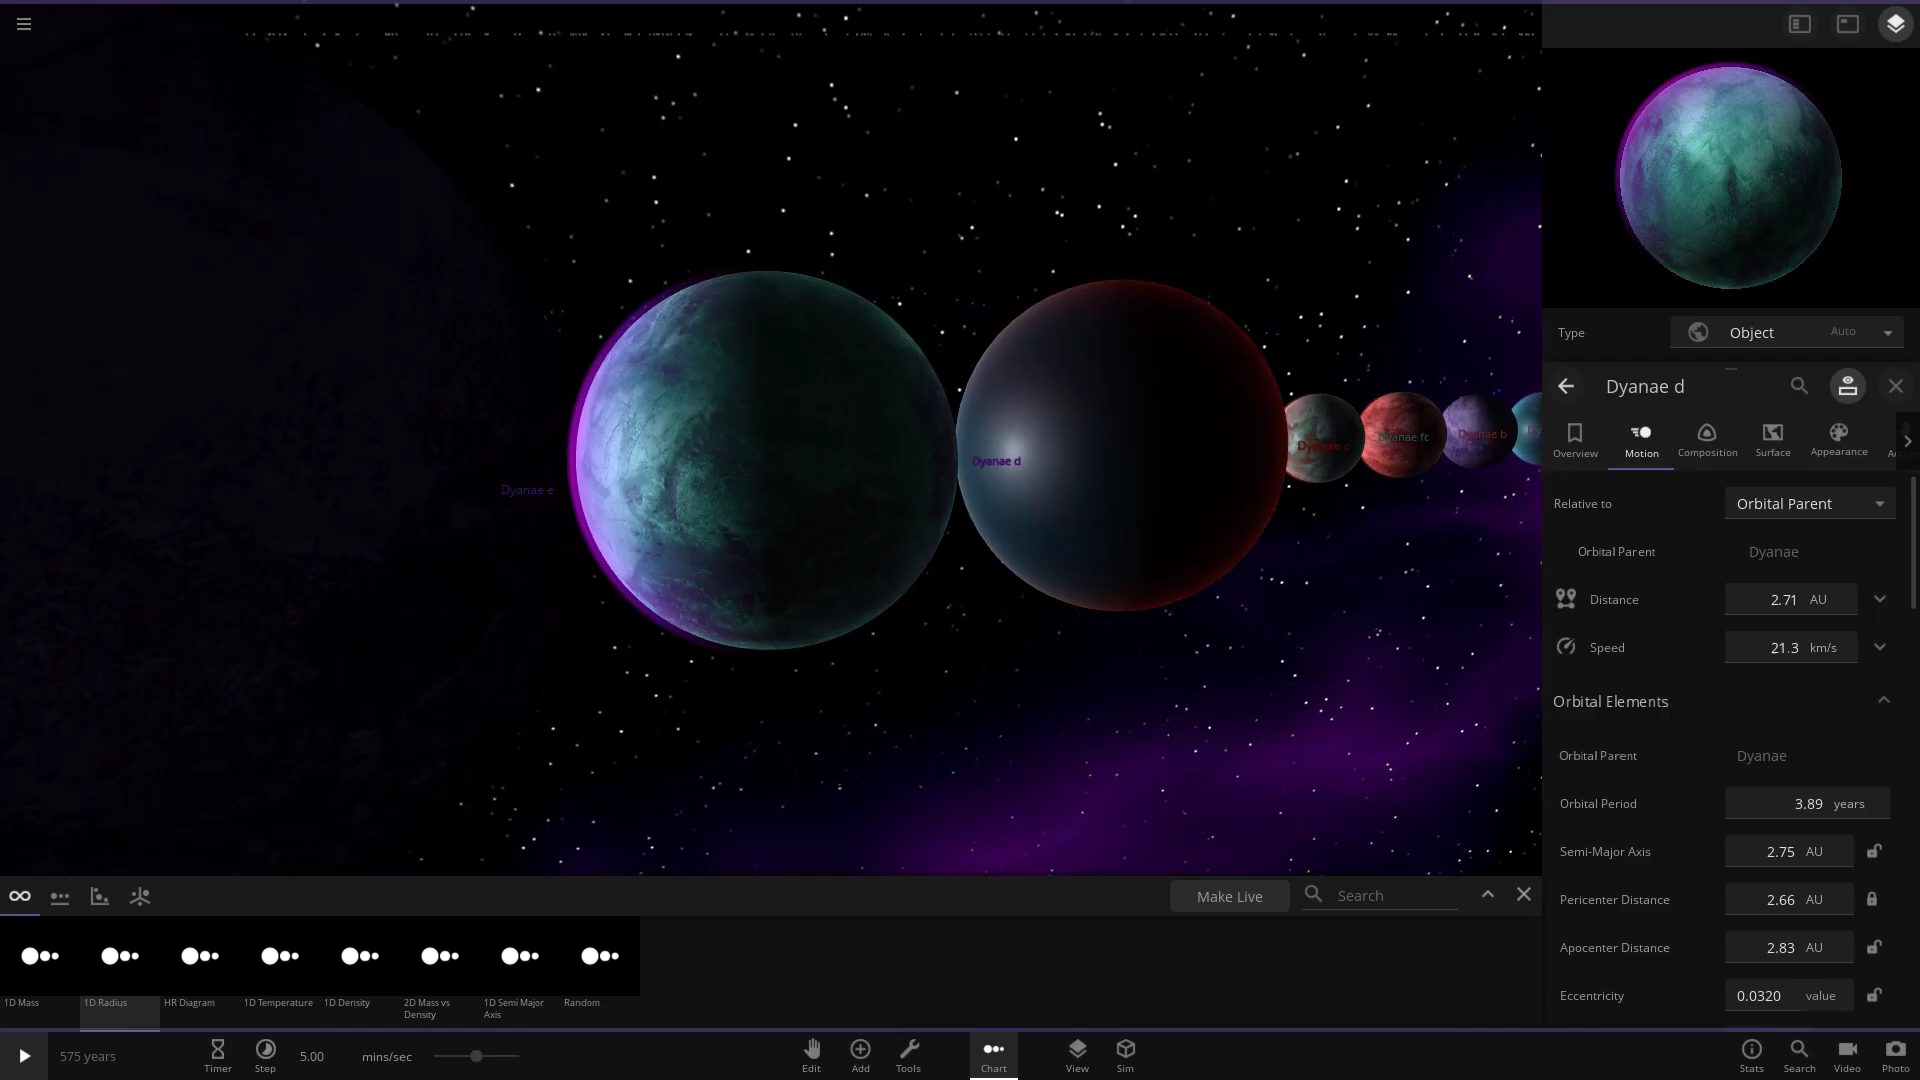 Type
Object
Auto
Dyanae d
Overview
Motion
Composition
Surface
Appearance
Relative to
Orbital Parent
Orbital Parent
Dyanae
Distance
2.71 AU
Speed
21.3 km/s
Orbital Elements
Orbital Parent
Dyanae
Orbital Period
3.89 years
Semi-Major Axis
2.75 AU
Pericenter Distance
2.66 AU
Apocenter Distance
2.83 AU
Eccentricity
0.0320 value
Dyanae e
Dyanae d
Dyanae c
Dyanae fc
Dyanae b
Make Live
Search
1D Mass
1D Radius
HR Diagram
1D Temperature
1D Density
2D Mass vs
Density
1D Semi Major
Axis
Random
575 years
Timer
Step
5.00
mins/sec
Edit
Add
Tools
Chart
View
Sim
Stats
Search
Video
Photo